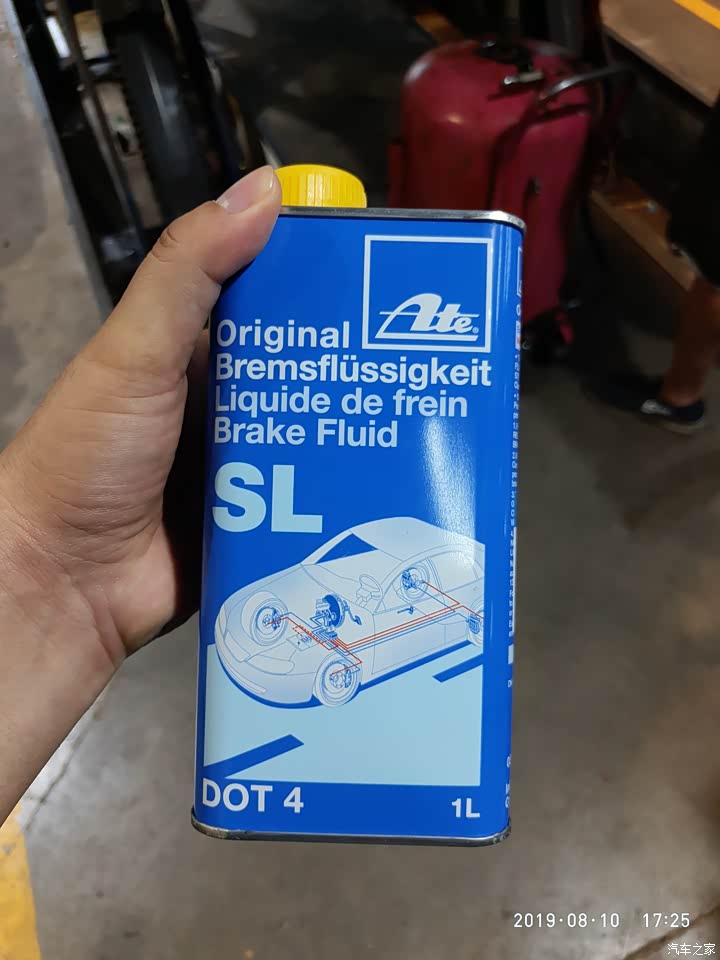 Ate®
Original
Bremsflüssigkeit
Liquide de frein
Brake Fluid
SL
DOT 4
1L
2019-08-10 17:25
汽车之家